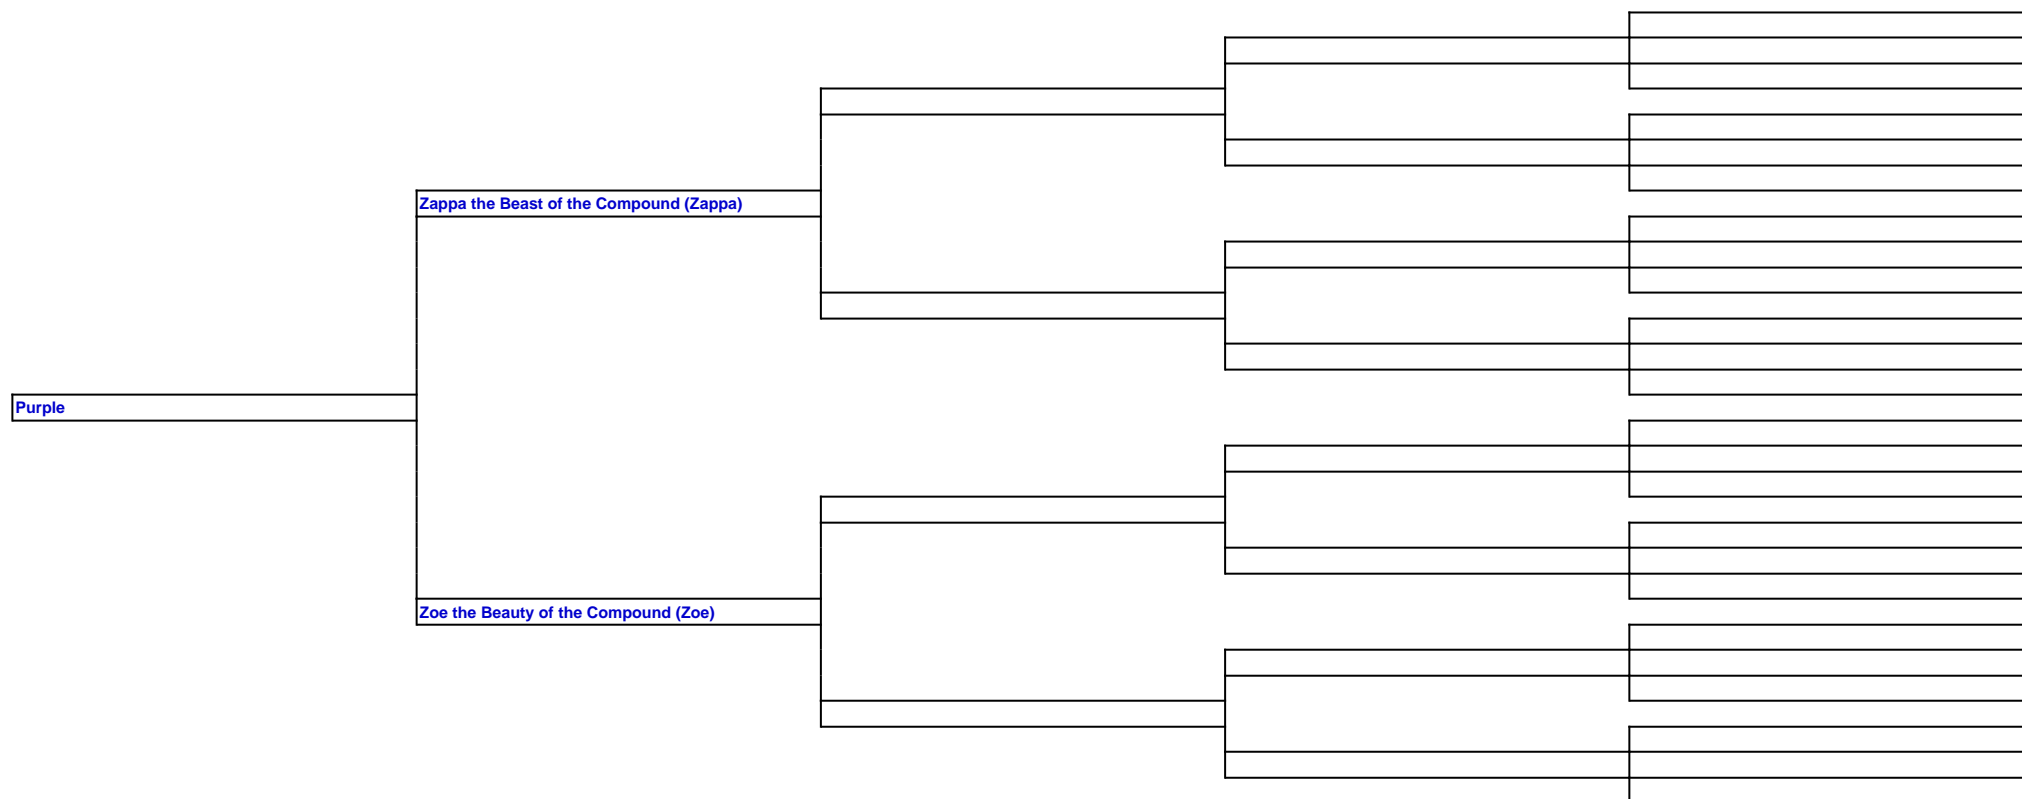 Zappa the Beast of the Compound (Zappa)
Purple
Zoe the Beauty of the Compound (Zoe)